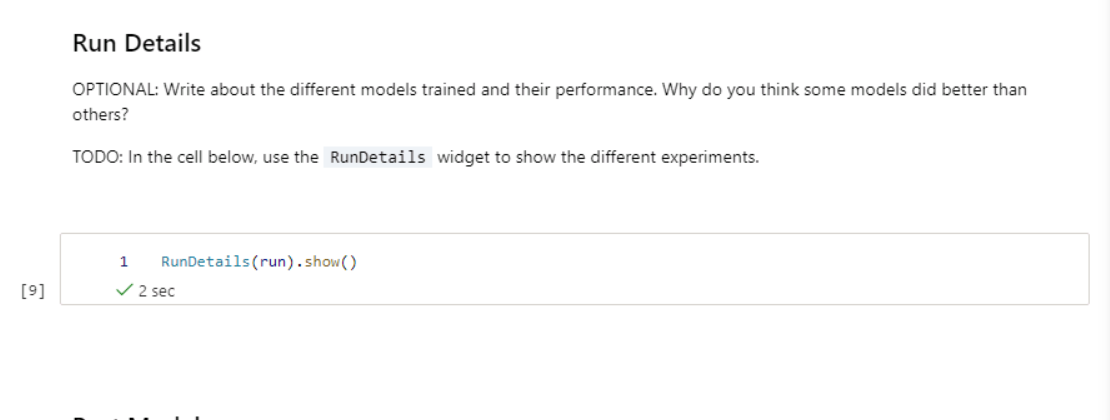 Run Details
OPTIONAL: Write about the different models trained and their performance. Why do you think some models did better than
others?
TODO: In the cell below, use the RunDetails widget to show the different experiments.
1 RunDetails(run).show()
[9] 2 sec